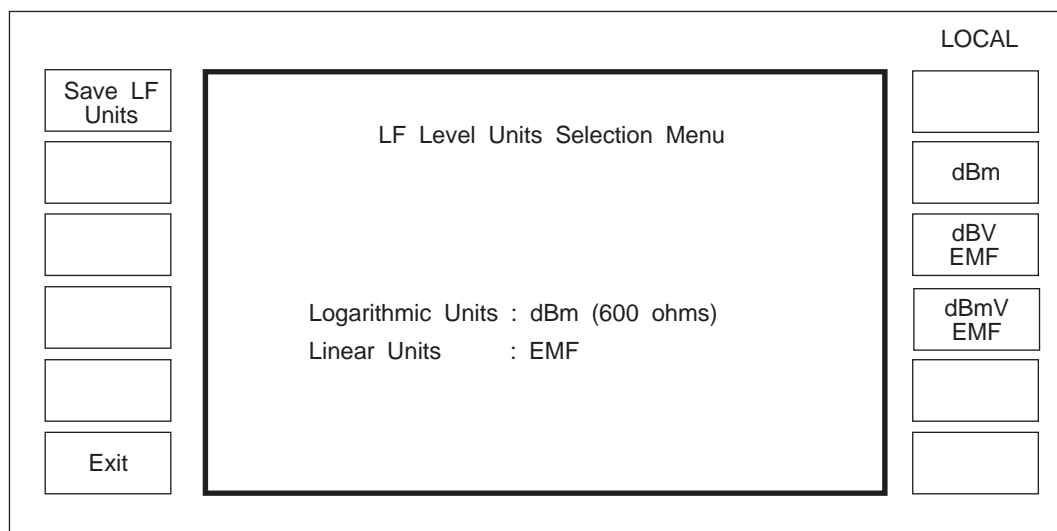 LOCAL
Save LF
Units
LF Level Units Selection Menu
dBm
dBV
EMF
Logarithmic Units : dBm (600 ohms)
Linear Units : EMF
dBmV
EMF
Exit